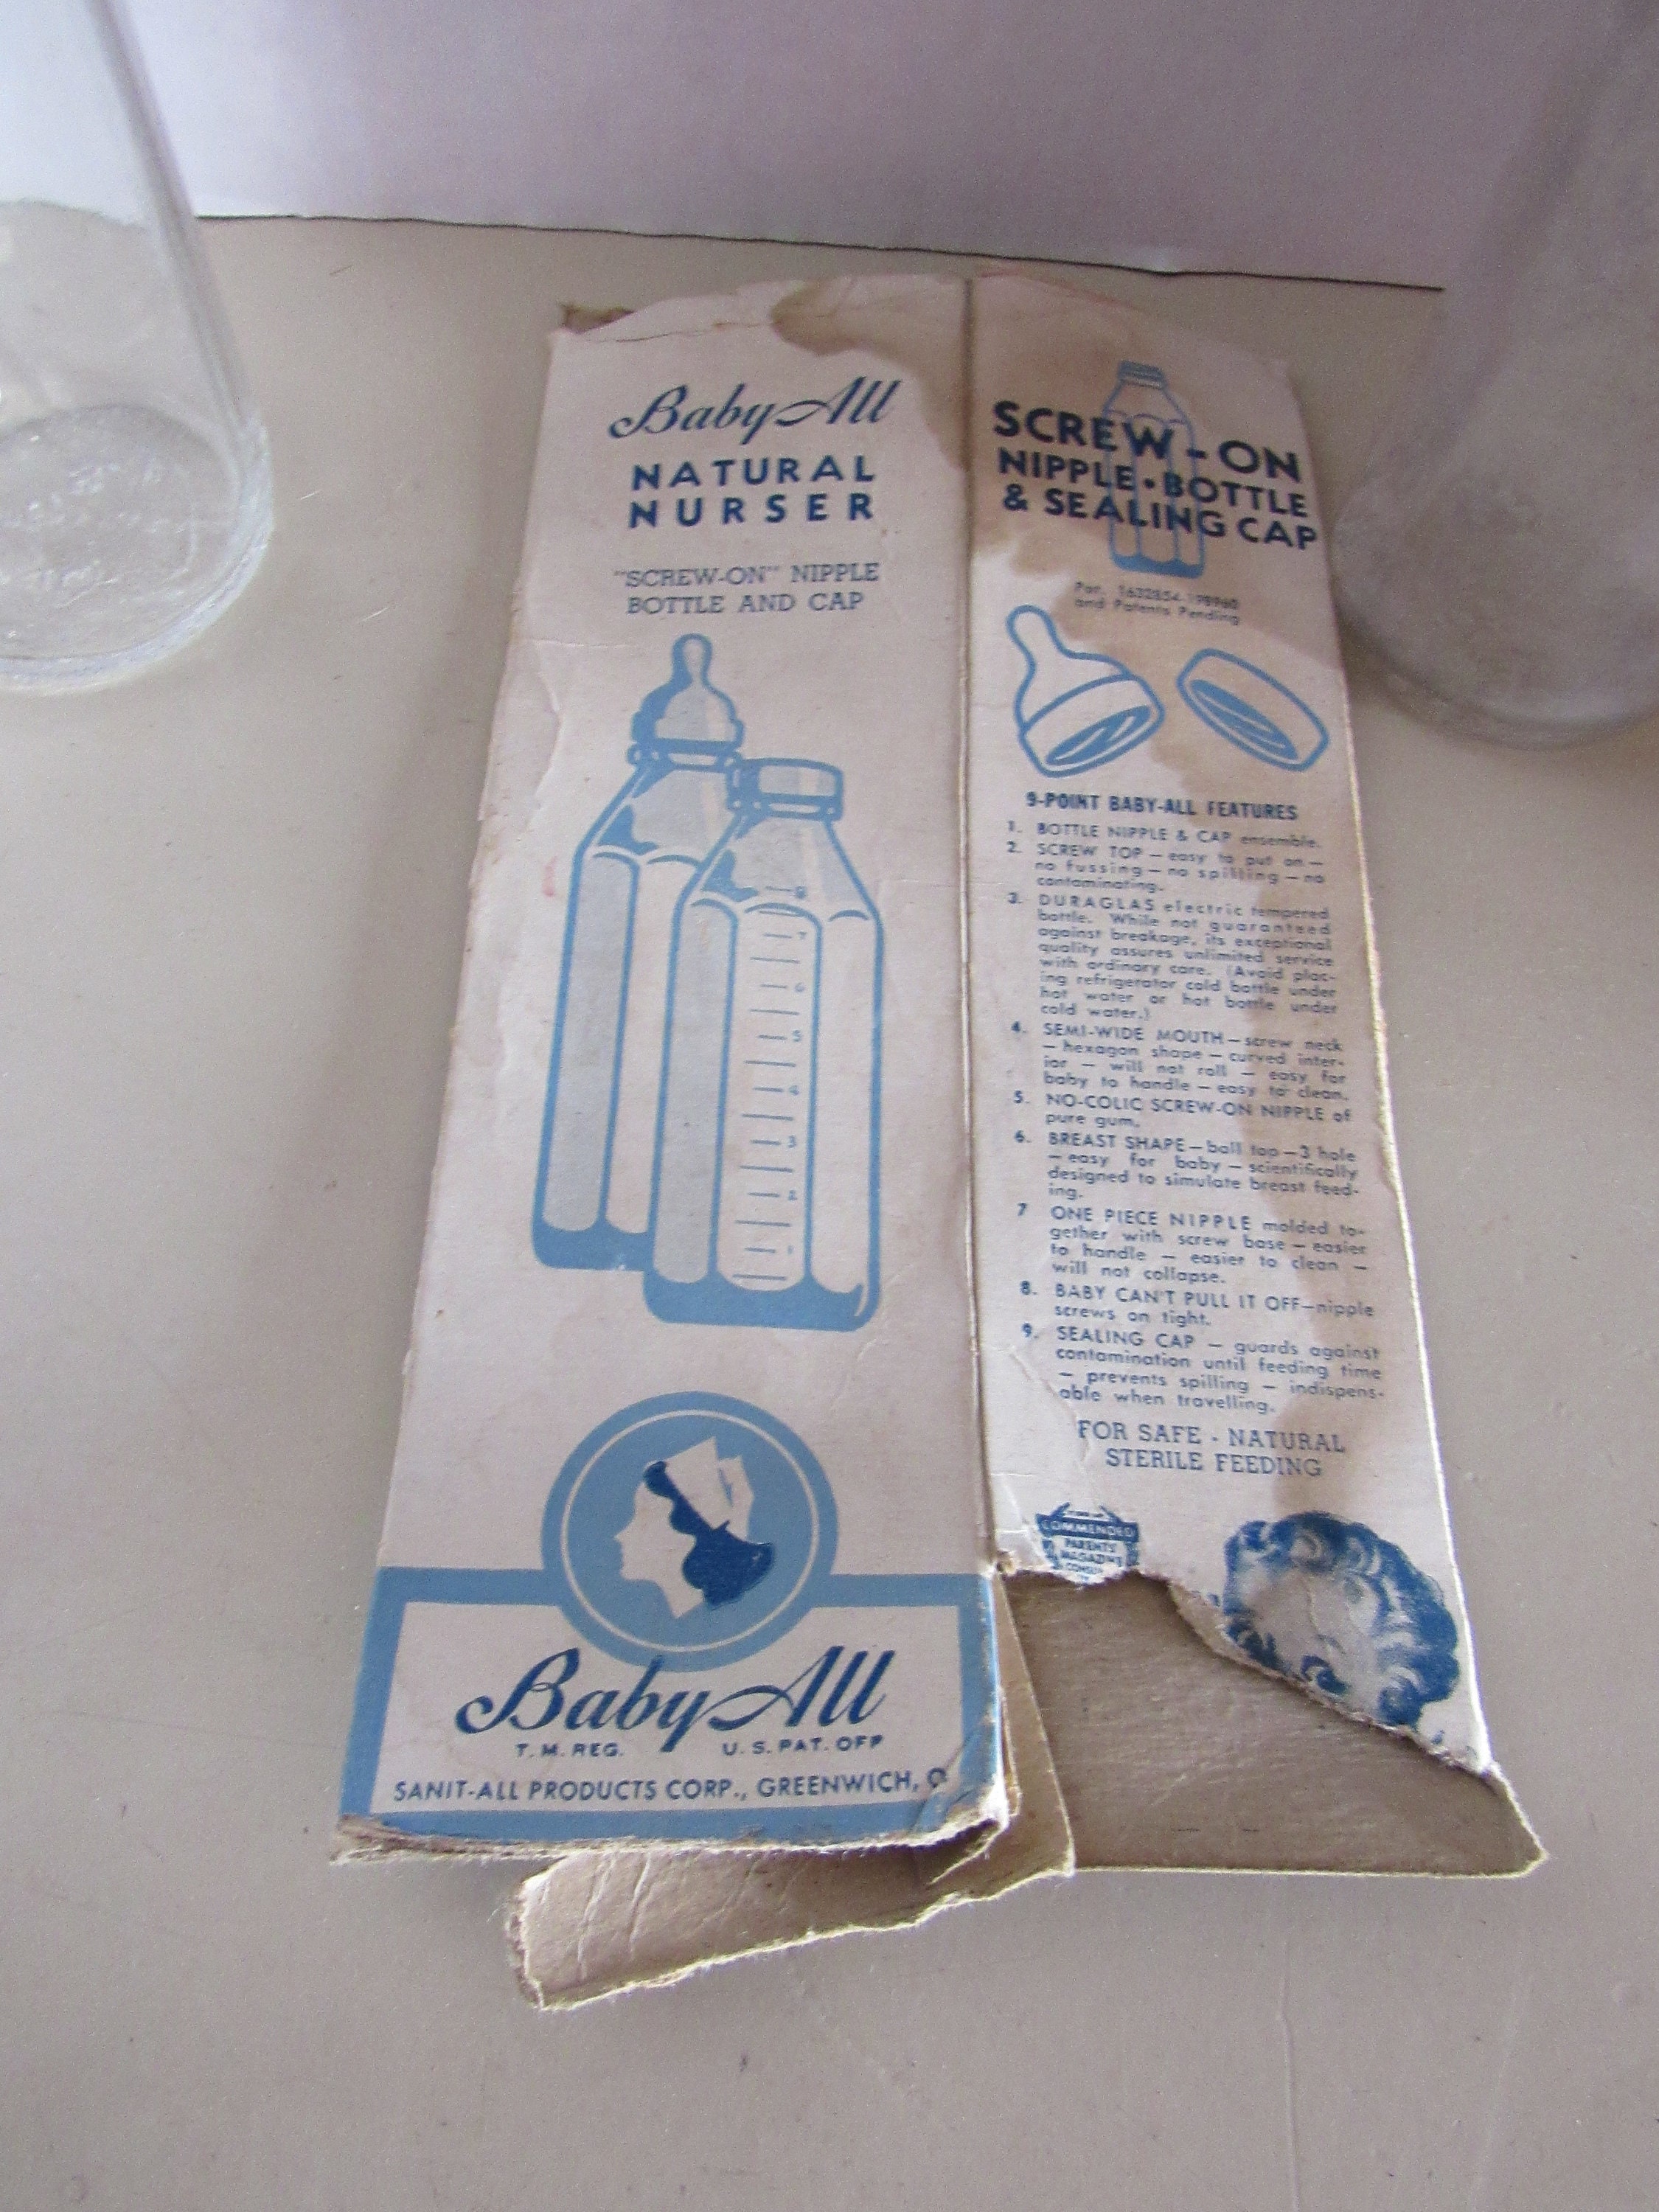 Baby-All
NATURAL
NURSER
"SCREW-ON" NIPPLE
BOTTLE AND CAP
8
7
6
5
4
3
2
1
Baby-All
T. M. REG. U. S. PAT. OFF
SANIT-ALL PRODUCTS CORP., GREENWICH, O
SCREW-ON
NIPPLE • BOTTLE
& SEALING CAP
Pat. 1632854-198960
and Patents Pending
9-POINT BABY-ALL FEATURES
1. BOTTLE NIPPLE & CAP ensemble.
2. SCREW TOP — easy to put on —
no fussing — no spilling — no
contaminating.
3. DURAGLAS electric tempered
bottle. While not guaranteed
against breakage, its exceptional
quality assures unlimited service
with ordinary care. (Avoid plac-
ing refrigerator cold bottle under
hot water or hot bottle under
cold water.)
4. SEMI-WIDE MOUTH — screw neck
— hexagon shape — curved inter-
ior — will not roll — easy for
baby to handle — easy to clean.
5. NO-COLIC SCREW-ON NIPPLE of
pure gum.
6. BREAST SHAPE — ball top — 3 hole
— easy for baby — scientifically
designed to simulate breast feed-
ing.
7 ONE PIECE NIPPLE molded to-
gether with screw base — easier
to handle — easier to clean —
will not collapse.
8. BABY CAN'T PULL IT OFF—nipple
screws on tight.
9. SEALING CAP — guards against
contamination until feeding time
— prevents spilling — indispens-
able when travelling.
FOR SAFE - NATURAL
STERILE FEEDING
COMMENDED
PARENTS'
MAGAZINE